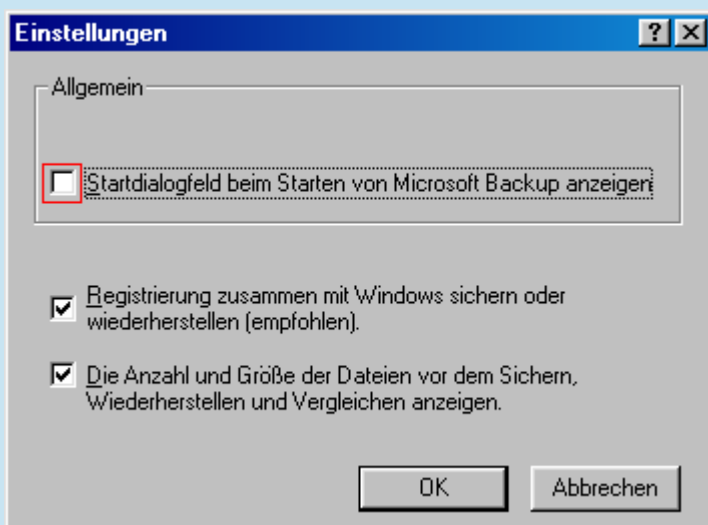 Einstellungen
Allgemein
Startdialogfeld beim Starten von Microsoft Backup anzeigen
Registrierung zusammen mit Windows sichern oder
wiederherstellen (empfohlen).
Die Anzahl und Größe der Dateien vor dem Sichern,
Wiederherstellen und Vergleichen anzeigen.
OK Abbrechen